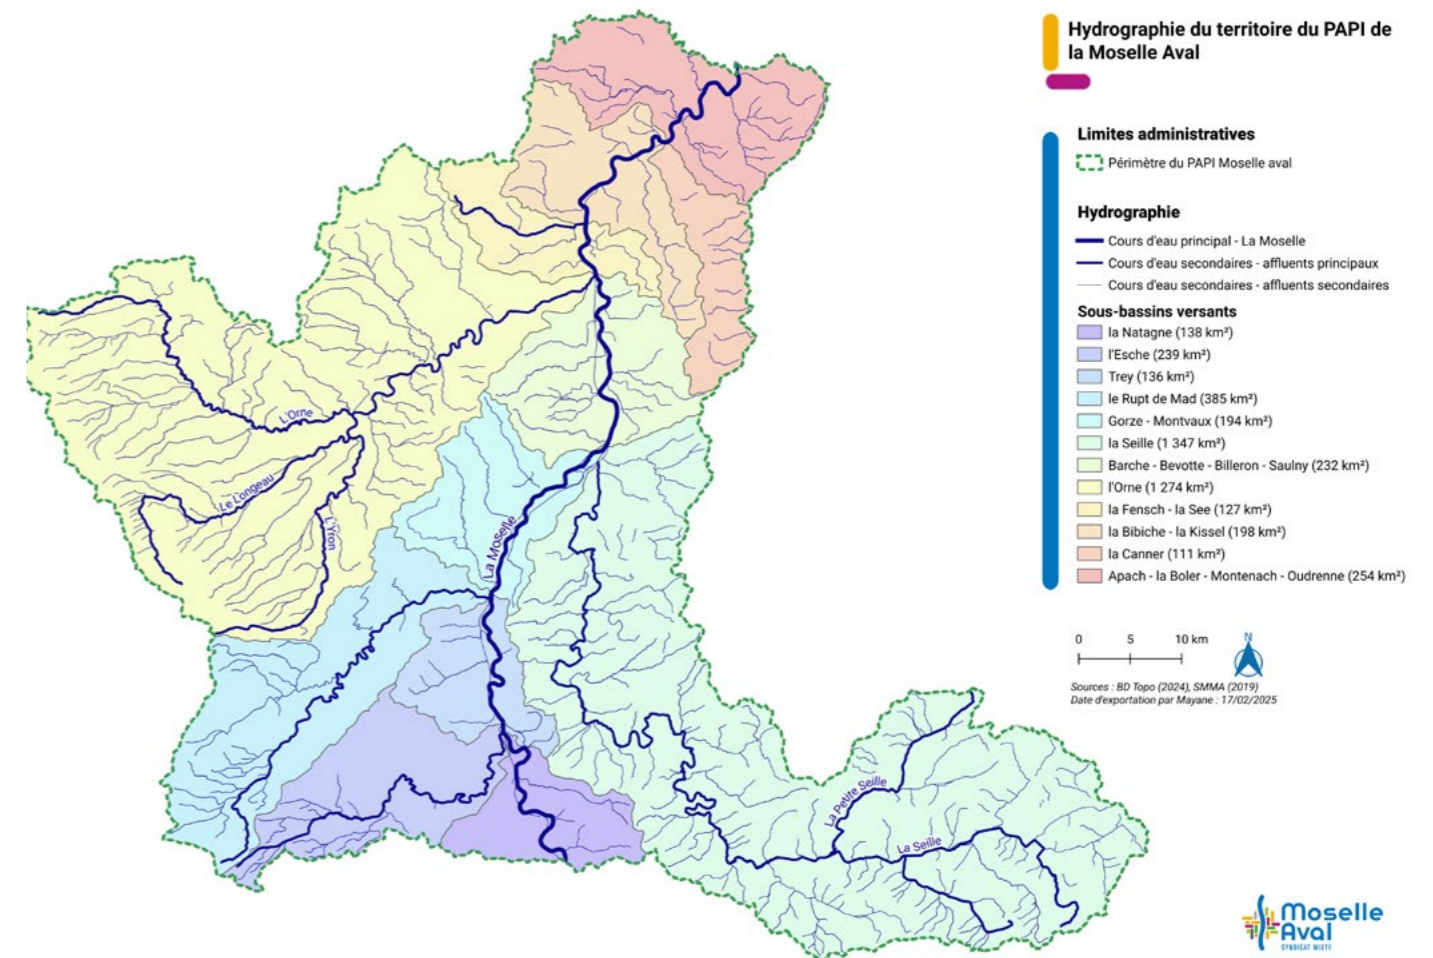 Hydrographie du territoire du PAPI de
la Moselle Aval
Limites administratives
Périmètre du PAPI Moselle aval
Hydrographie
Cours d'eau principal - La Moselle
Cours d'eau secondaires - affluents principaux
Cours d'eau secondaires - affluents secondaires
Sous-bassins versants
la Natagne (138 km²)
l'Esche (239 km²)
Trey (136 km²)
le Rupt de Mad (385 km²)
Gorze - Montvaux (194 km²)
la Seille (1 347 km²)
Barche - Bevotte - Billeron - Saulny (232 km²)
l'Orne (1 274 km²)
la Fensch - la See (127 km²)
la Bibiche - la Kissel (198 km²)
la Canner (111 km²)
Apach - la Boler - Montenach - Oudrenne (254 km²)
0 5 10 km
N
Sources : BD Topo (2024), SMMA (2019)
Date d'exportation par Mayane : 17/02/2025
L'Orne
Le Longeau
L'Yron
La Moselle
La Petite Seille
La Seille
Moselle
Aval
SYNDICAT MIXTE